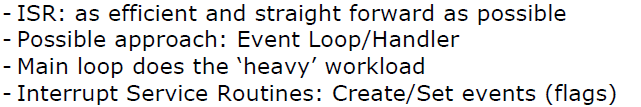 - ISR: as efficient and straight forward as possible
- Possible approach: Event Loop/Handler
- Main loop does the ‘heavy’ workload
- Interrupt Service Routines: Create/Set events (flags)